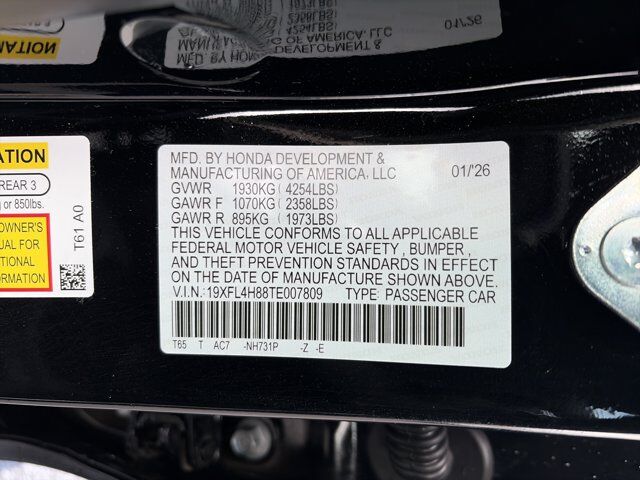 MFD. BY HONDA DEVELOPMENT &
MANUFACTURING OF AMERICA, LLC 01/'26
GVWR 1930KG ( 4254LBS)
GAWR F 1070KG ( 2358LBS)
GAWR R 895KG ( 1973LBS)
THIS VEHICLE CONFORMS TO ALL APPLICABLE
FEDERAL MOTOR VEHICLE SAFETY , BUMPER ,
AND THEFT PREVENTION STANDARDS IN EFFECT
ON THE DATE OF MANUFACTURE SHOWN ABOVE.
V.I.N.:19XFL4H88TE007809 TYPE: PASSENGER CAR
T65 T AC7 -NH731P -Z -E
REAR 3
or 850lbs.
T61 A0